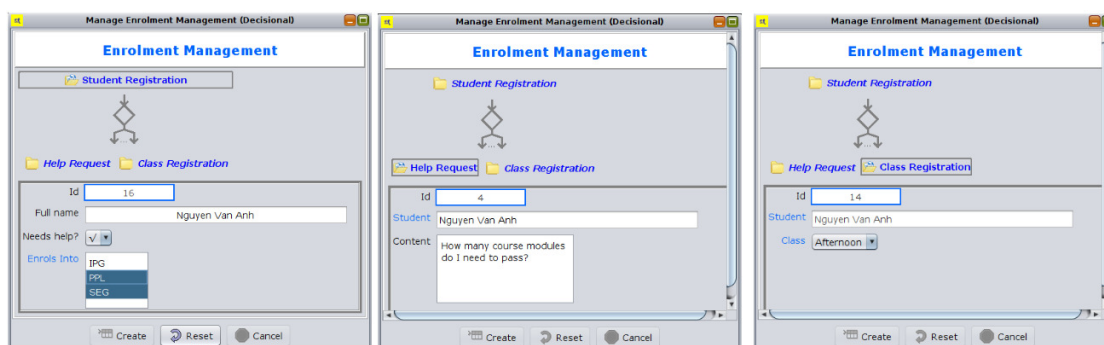 Manage Enrolment Management (Decisional)
Enrolment Management
Student Registration
...
Help Request Class Registration
Id 16
Full name Nguyen Van Anh
Needs help? √
Enrols Into IPG
PPL
SEG
Create Reset Cancel
Manage Enrolment Management (Decisional)
Enrolment Management
Student Registration
...
Help Request Class Registration
Id 4
Student Nguyen Van Anh
Content How many course modules
do I need to pass?
Create Reset Cancel
Manage Enrolment Management (Decisional)
Enrolment Management
Student Registration
...
Help Request Class Registration
Id 14
Student Nguyen Van Anh
Class Afternoon
Create Reset Cancel